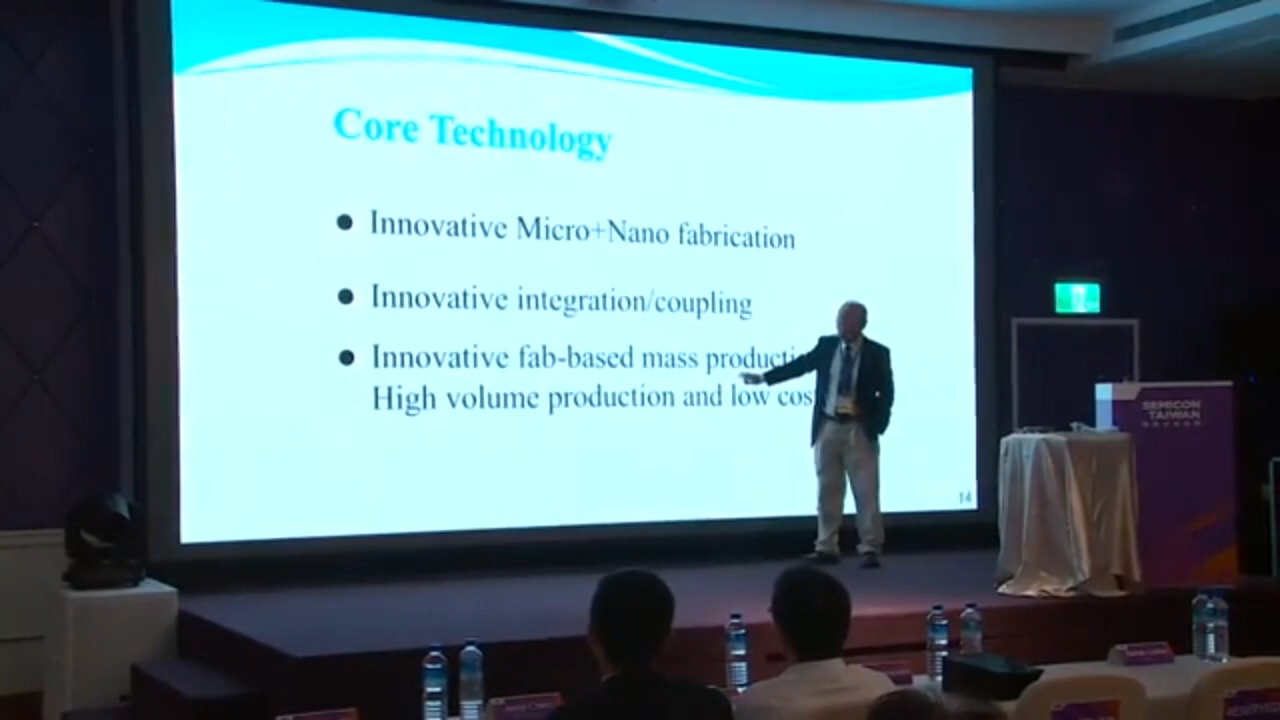 Core Technology
● Innovative Micro+Nano fabrication
● Innovative integration/coupling
● Innovative fab-based mass producti
High volume production and low cos
14
SEMICON
TAIWAN